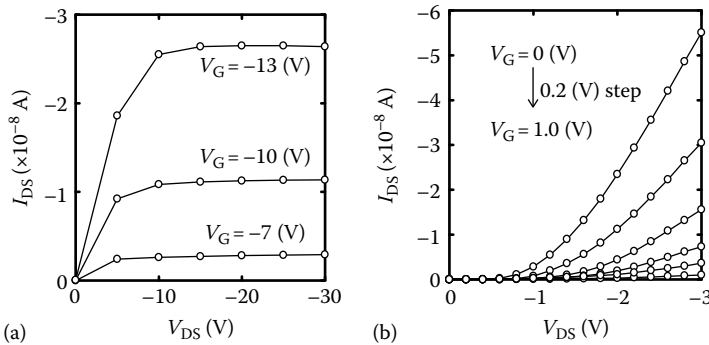 −3
−2
−1
0
I_DS (×10⁻⁸ A)
V_G = −13 (V)
V_G = −10 (V)
V_G = −7 (V)
0 −10 −20 −30
V_DS (V)
(a)
−6
−5
−4
−3
−2
−1
0
I_DS (×10⁻⁸ A)
V_G = 0 (V)
0.2 (V) step
V_G = 1.0 (V)
0 −1 −2 −3
V_DS (V)
(b)